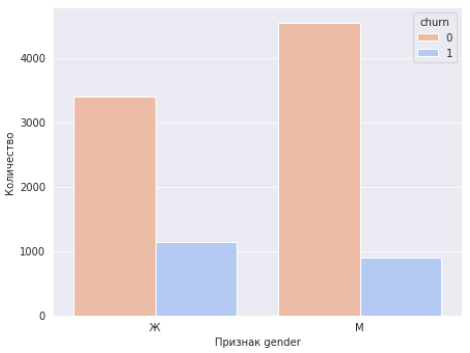 churn
0
1
4000
3000
2000
1000
0
Количество
Ж
М
Признак gender